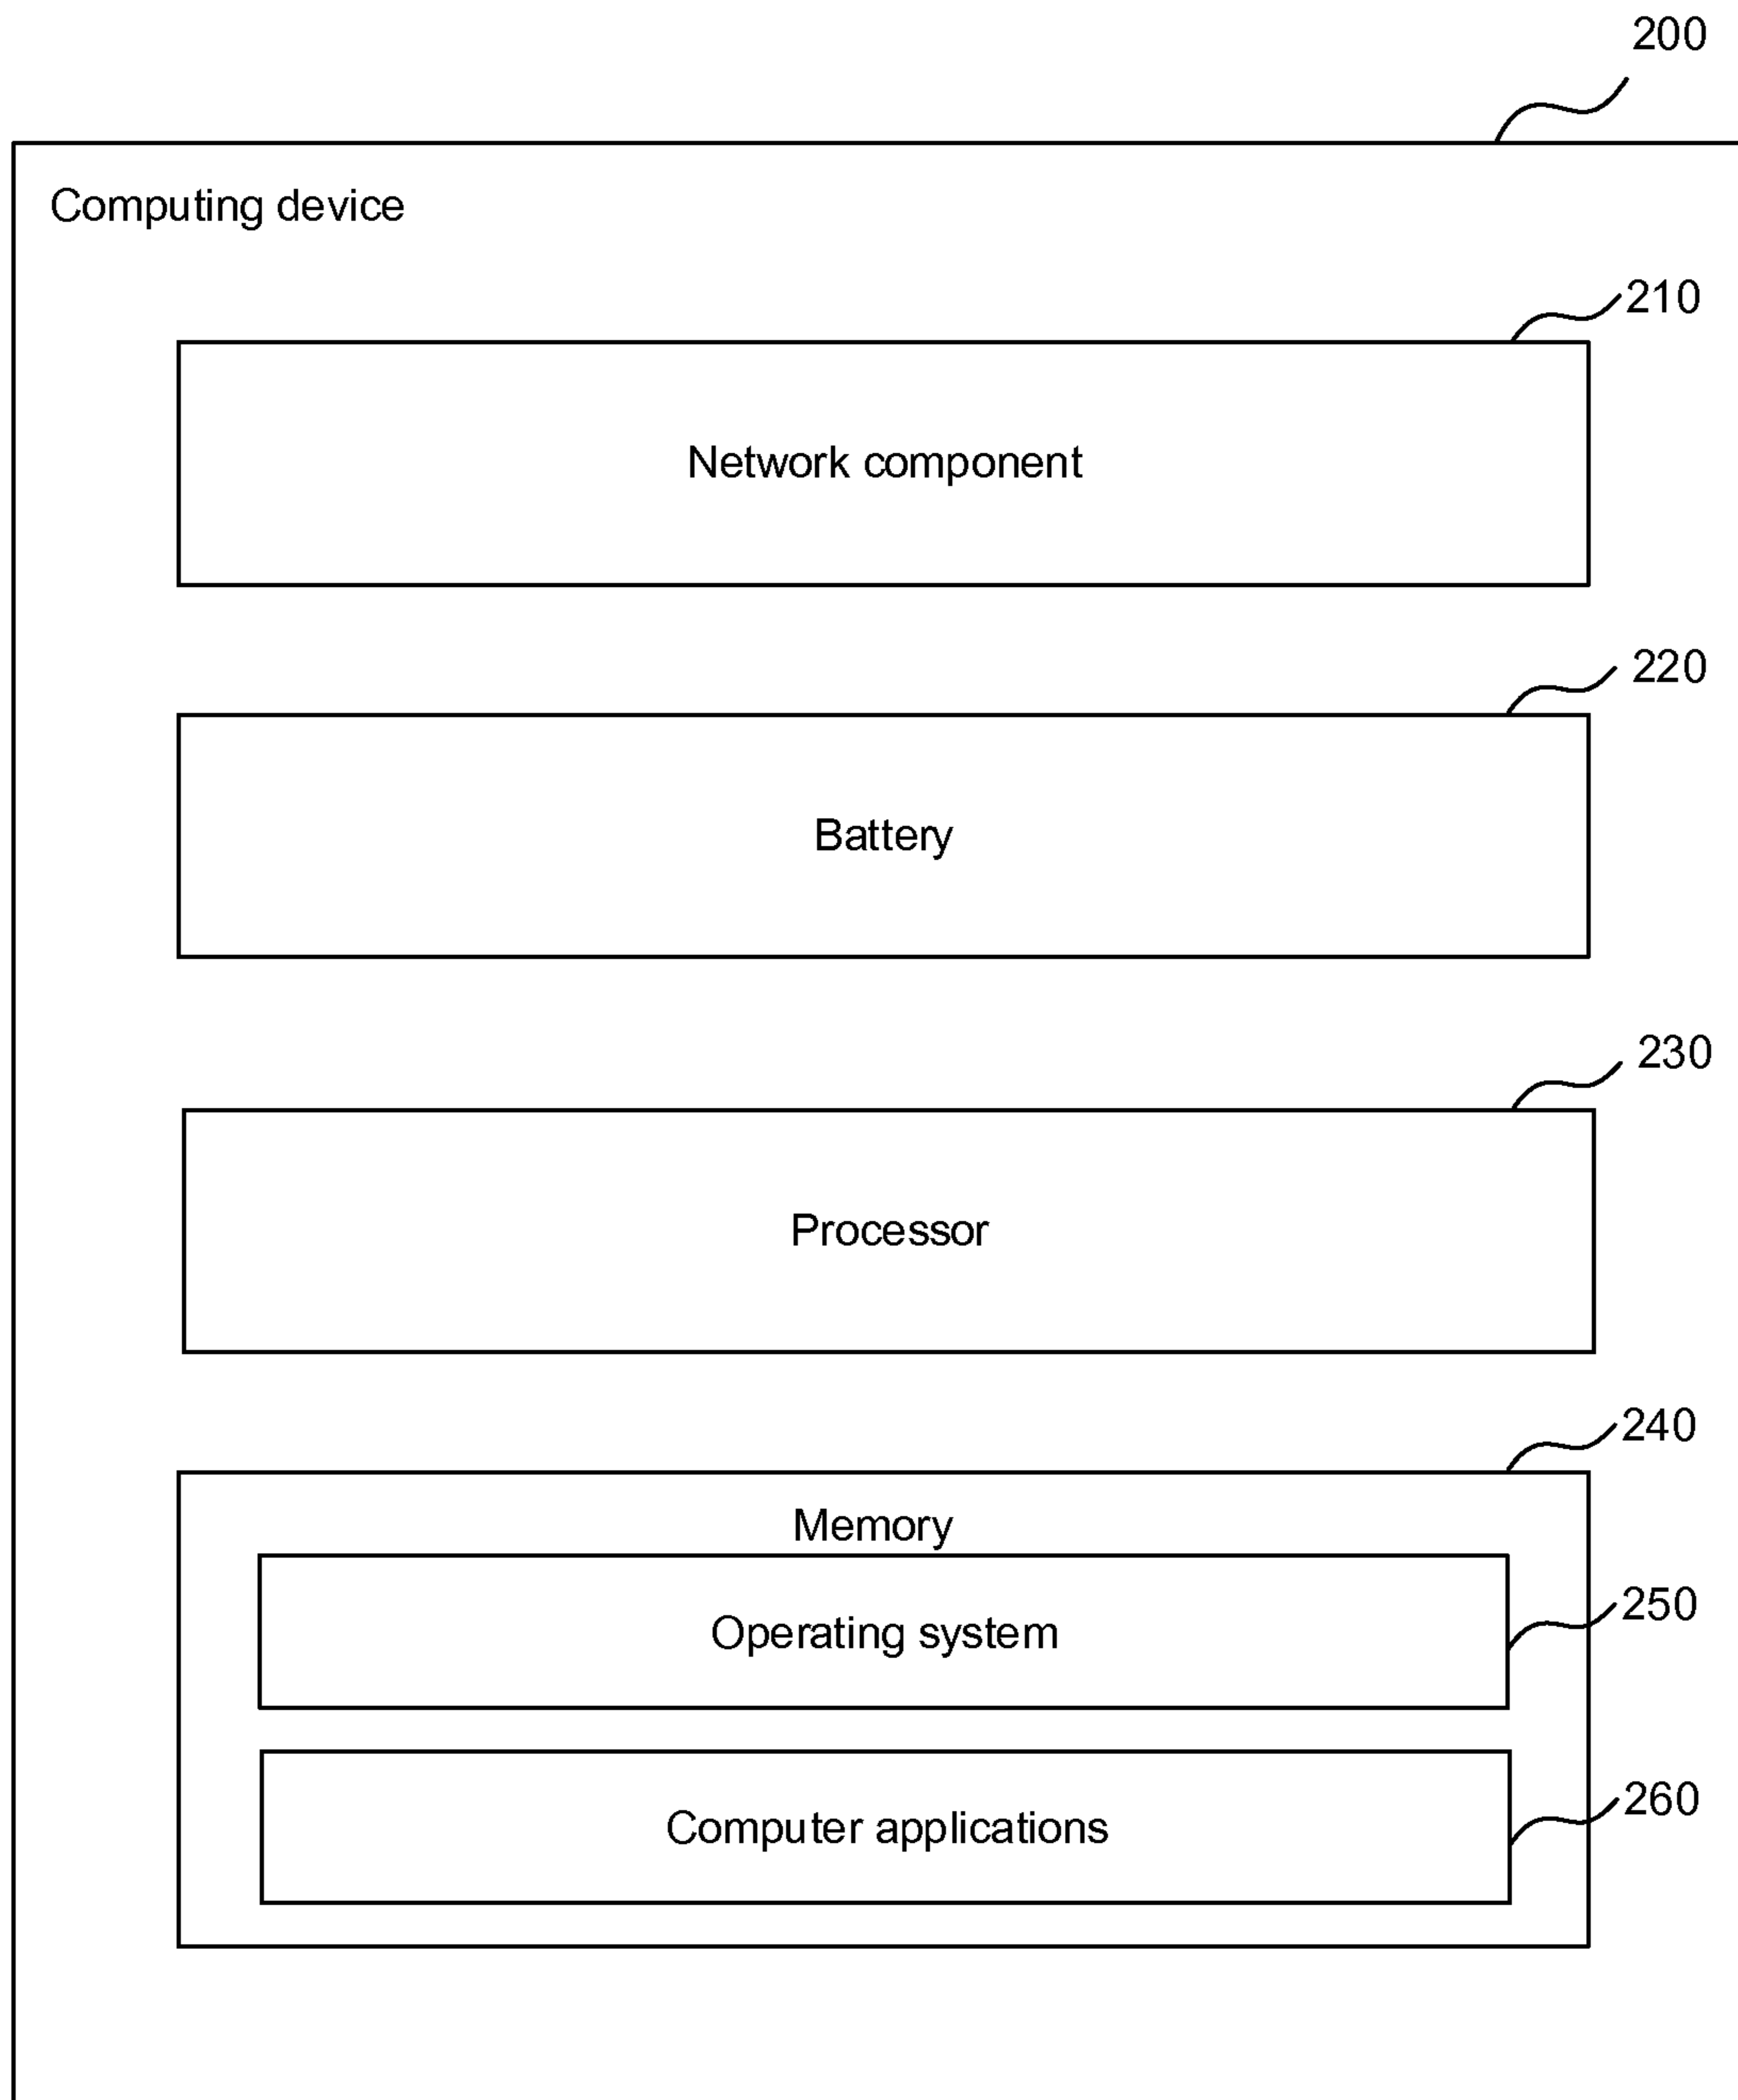 200
Computing device
210
Network component
220
Battery
230
Processor
240
Memory
Operating system
250
Computer applications
260